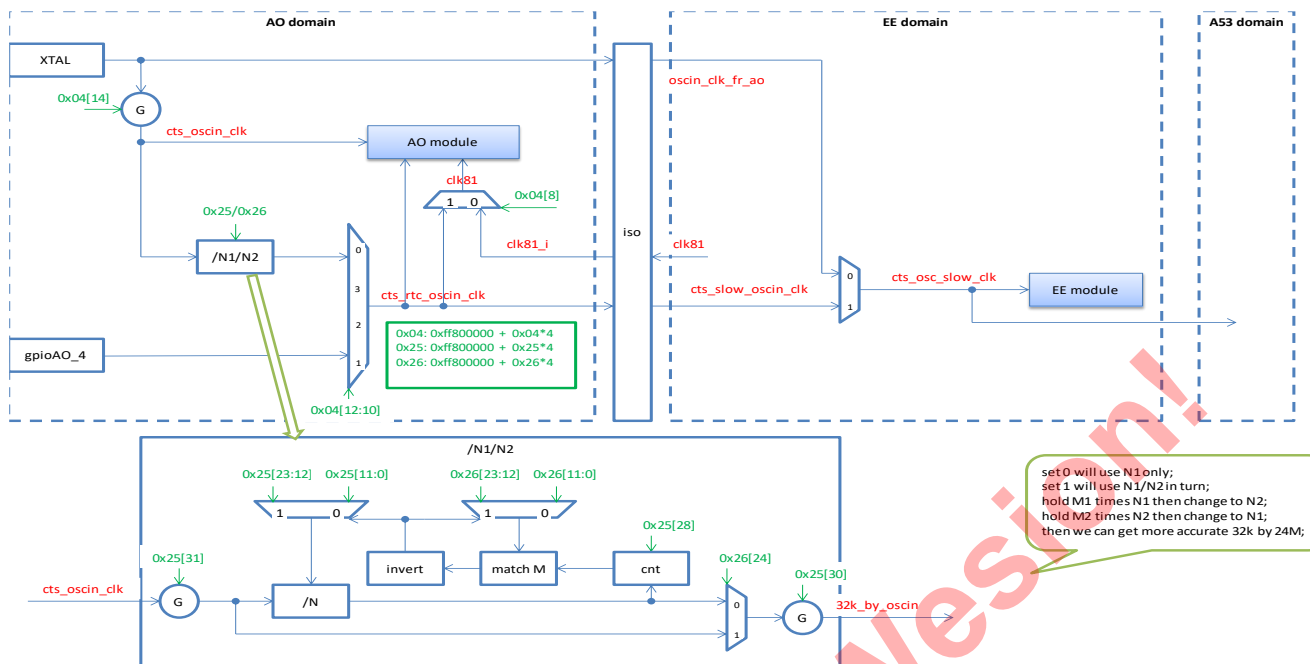 AO domain
EE domain
A53 domain
XTAL
oscin_clk_fr_ao
0x04[14]
G
cts_oscin_clk
AO module
clk81
1 0
0x04[8]
0x25/0x26
/N1/N2
0
3
2
1
clk81_i
iso
clk81
cts_rtc_oscin_clk
cts_slow_oscin_clk
0
1
cts_osc_slow_clk
EE module
0x04: 0xff800000 + 0x04*4
0x25: 0xff800000 + 0x25*4
0x26: 0xff800000 + 0x26*4
gpioAO_4
0x04[12:10]
/N1/N2
0x25[23:12]
0x25[11:0]
0x26[23:12]
0x26[11:0]
1 0
1 0
0x25[28]
0x25[31]
invert
match M
cnt
0x26[24]
0x25[30]
cts_oscin_clk
G
/N
0
1
G
32k_by_oscin
set 0 will use N1 only;
set 1 will use N1/N2 in turn;
hold M1 times N1 then change to N2;
hold M2 times N2 then change to N1;
then we can get more accurate 32k by 24M;
Wesion!